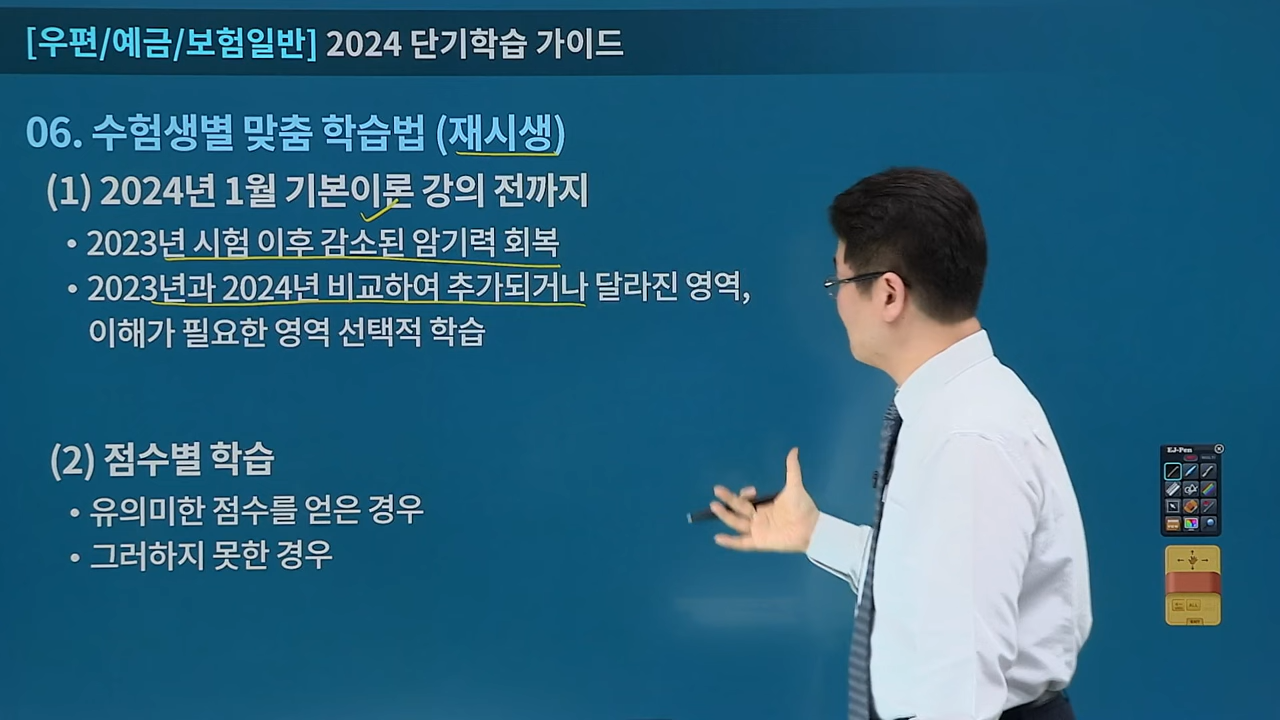 [우편/예금/보험일반] 2024 단기학습 가이드
06. 수험생별 맞춤 학습법 (재시생)
(1) 2024년 1월 기본이론 강의 전까지
• 2023년 시험 이후 감소된 암기력 회복
• 2023년과 2024년 비교하여 추가되거나 달라진 영역,
이해가 필요한 영역 선택적 학습
(2) 점수별 학습
• 유의미한 점수를 얻은 경우
• 그러하지 못한 경우
EJ-Pen
ALL